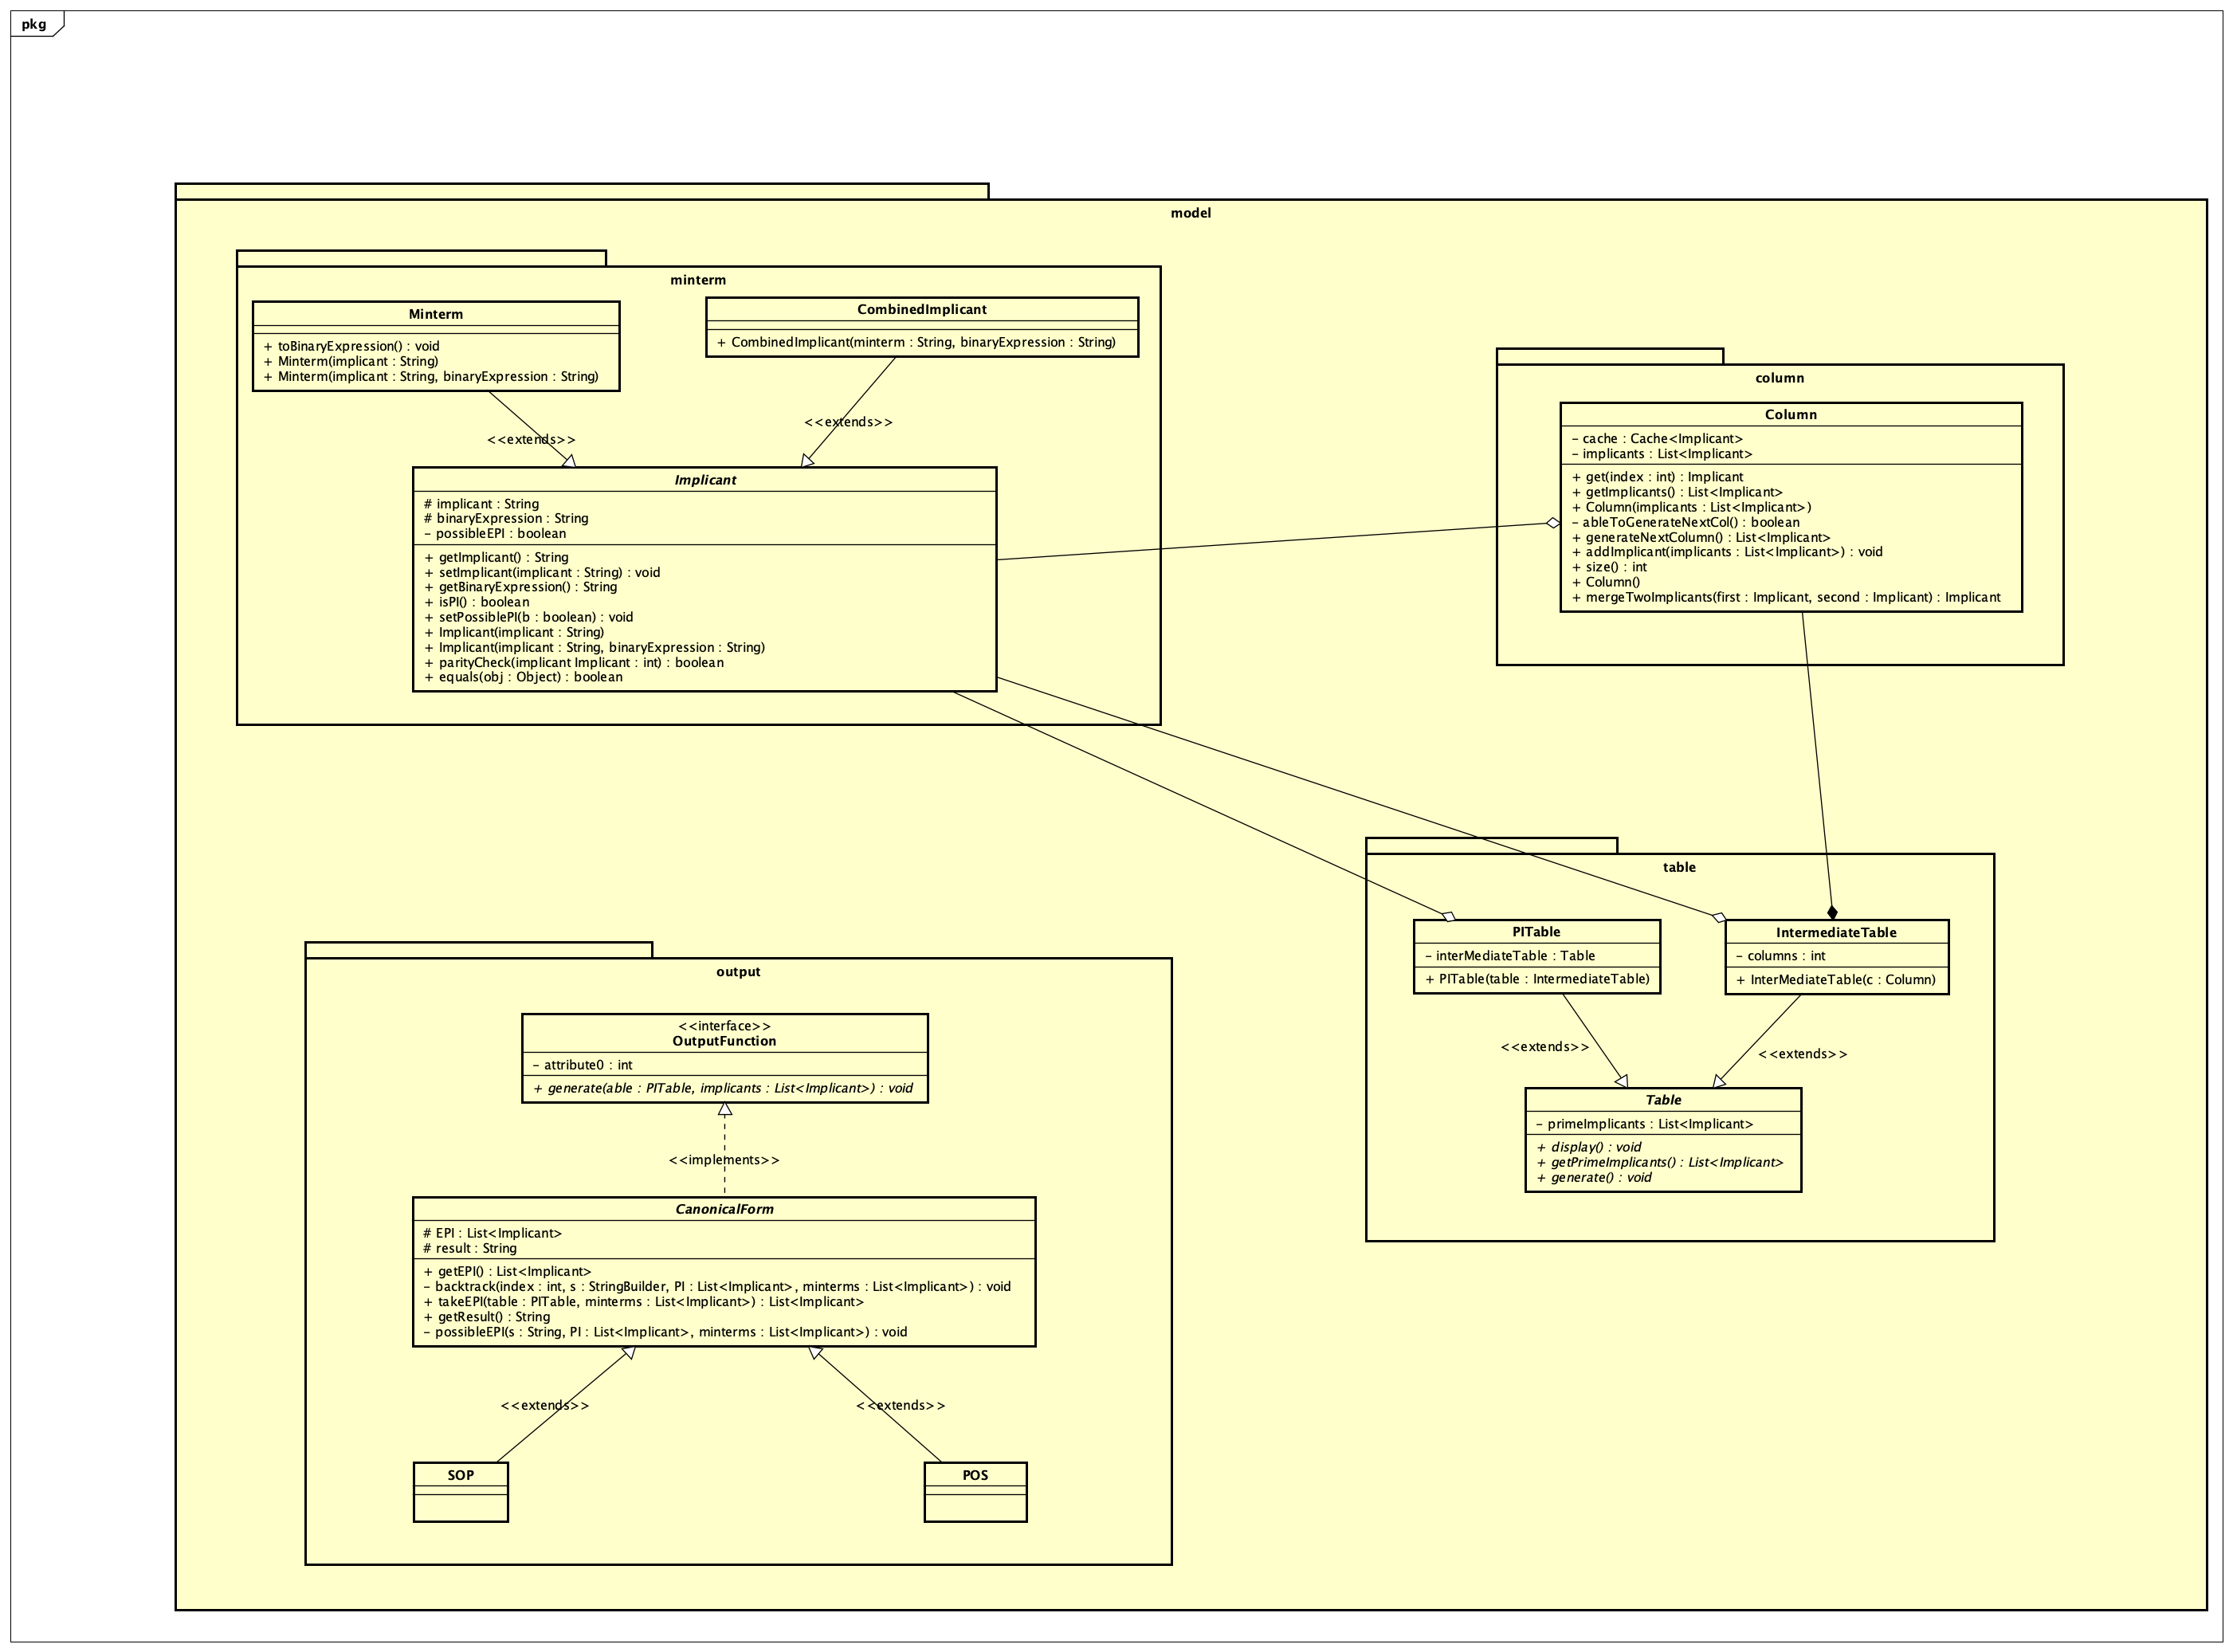 pkg
model
minterm
Minterm
+ toBinaryExpression() : void
+ Minterm(implicant : String)
+ Minterm(implicant : String, binaryExpression : String)
CombinedImplicant
+ CombinedImplicant(minterm : String, binaryExpression : String)
<<extends>>
<<extends>>
Implicant
# implicant : String
# binaryExpression : String
- possibleEPI : boolean
+ getImplicant() : String
+ setImplicant(implicant : String) : void
+ getBinaryExpression() : String
+ isPI() : boolean
+ setPossiblePI(b : boolean) : void
+ Implicant(implicant : String)
+ Implicant(implicant : String, binaryExpression : String)
+ parityCheck(implicant Implicant : int) : boolean
+ equals(obj : Object) : boolean
column
Column
- cache : Cache<Implicant>
- implicants : List<Implicant>
+ get(index : int) : Implicant
+ getImplicants() : List<Implicant>
+ Column(implicants : List<Implicant>)
- ableToGenerateNextCol() : boolean
+ generateNextColumn() : List<Implicant>
+ addImplicant(implicants : List<Implicant>) : void
+ size() : int
+ Column()
+ mergeTwoImplicants(first : Implicant, second : Implicant) : Implicant
table
PITable
- interMediateTable : Table
+ PITable(table : IntermediateTable)
IntermediateTable
- columns : int
+ InterMediateTable(c : Column)
<<extends>>
<<extends>>
Table
- primeImplicants : List<Implicant>
+ display() : void
+ getPrimeImplicants() : List<Implicant>
+ generate() : void
output
<<interface>>
OutputFunction
- attribute0 : int
+ generate(able : PITable, implicants : List<Implicant>) : void
<<implements>>
CanonicalForm
# EPI : List<Implicant>
# result : String
+ getEPI() : List<Implicant>
- backtrack(index : int, s : StringBuilder, PI : List<Implicant>, minterms : List<Implicant>) : void
+ takeEPI(table : PITable, minterms : List<Implicant>) : List<Implicant>
+ getResult() : String
- possibleEPI(s : String, PI : List<Implicant>, minterms : List<Implicant>) : void
<<extends>>
<<extends>>
SOP
POS